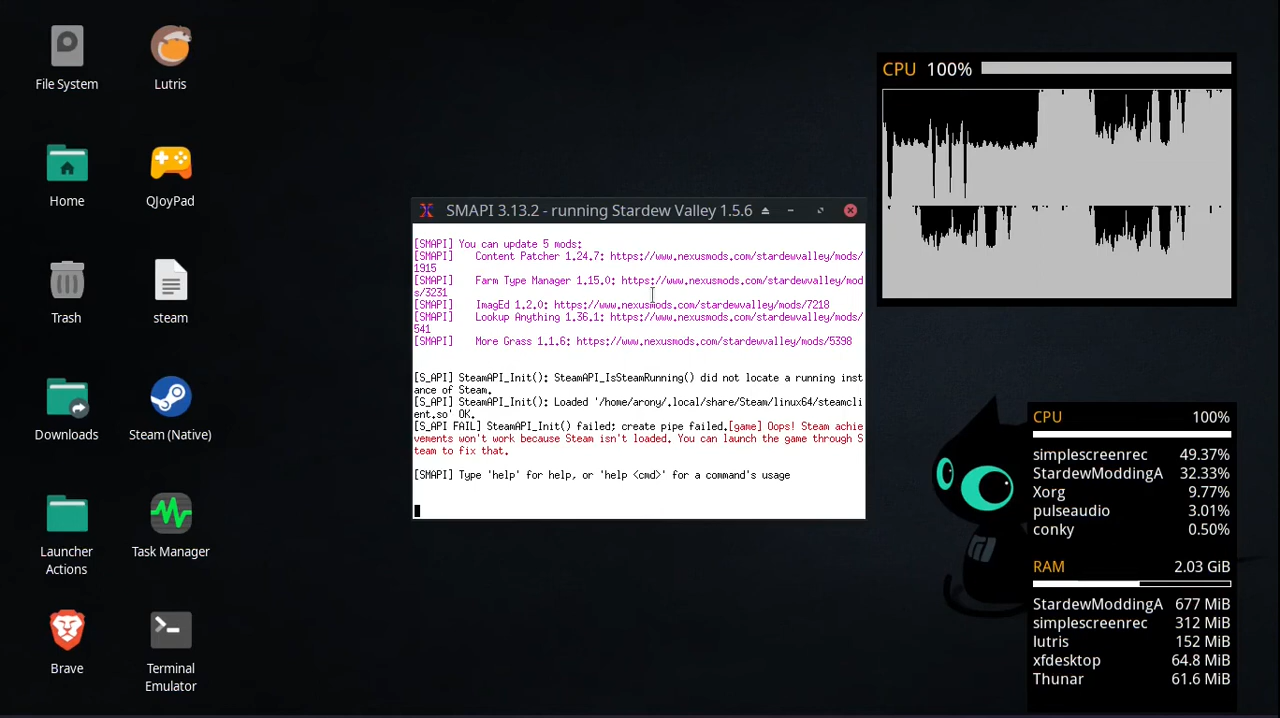 File System
Lutris
Home
QJoyPad
Trash
steam
Downloads
Steam (Native)
Launcher
Actions
Task Manager
Brave
Terminal
Emulator
SMAPI 3.13.2 - running Stardew Valley 1.5.6
[SMAPI] You can update 5 mods:
[SMAPI]    Content Patcher 1.24.7: https://www.nexusmods.com/stardewvalley/mods/
1915
[SMAPI]    Farm Type Manager 1.15.0: https://www.nexusmods.com/stardewvalley/mod
s/3231
[SMAPI]    ImagEd 1.2.0: https://www.nexusmods.com/stardewvalley/mods/7218
[SMAPI]    Lookup Anything 1.36.1: https://www.nexusmods.com/stardewvalley/mods/
541
[SMAPI]    More Grass 1.1.6: https://www.nexusmods.com/stardewvalley/mods/5398
[S_API] SteamAPI_Init(): SteamAPI_IsSteamRunning() did not locate a running inst
ance of Steam.
[S_API] SteamAPI_Init(): Loaded '/home/arony/.local/share/Steam/linux64/steamcli
ent.so' OK.
[S_API FAIL] SteamAPI_Init() failed; create pipe failed.[game] Oops! Steam achie
vements won't work because Steam isn't loaded. You can launch the game through S
team to fix that.
[SMAPI] Type 'help' for help, or 'help <cmd>' for a command's usage
CPU 100%
CPU 100%
simplescreenrec 49.37%
StardewModdingA 32.33%
Xorg 9.77%
pulseaudio 3.01%
conky 0.50%
RAM 2.03 GiB
StardewModdingA 677 MiB
simplescreenrec 312 MiB
lutris 152 MiB
xfdesktop 64.8 MiB
Thunar 61.6 MiB